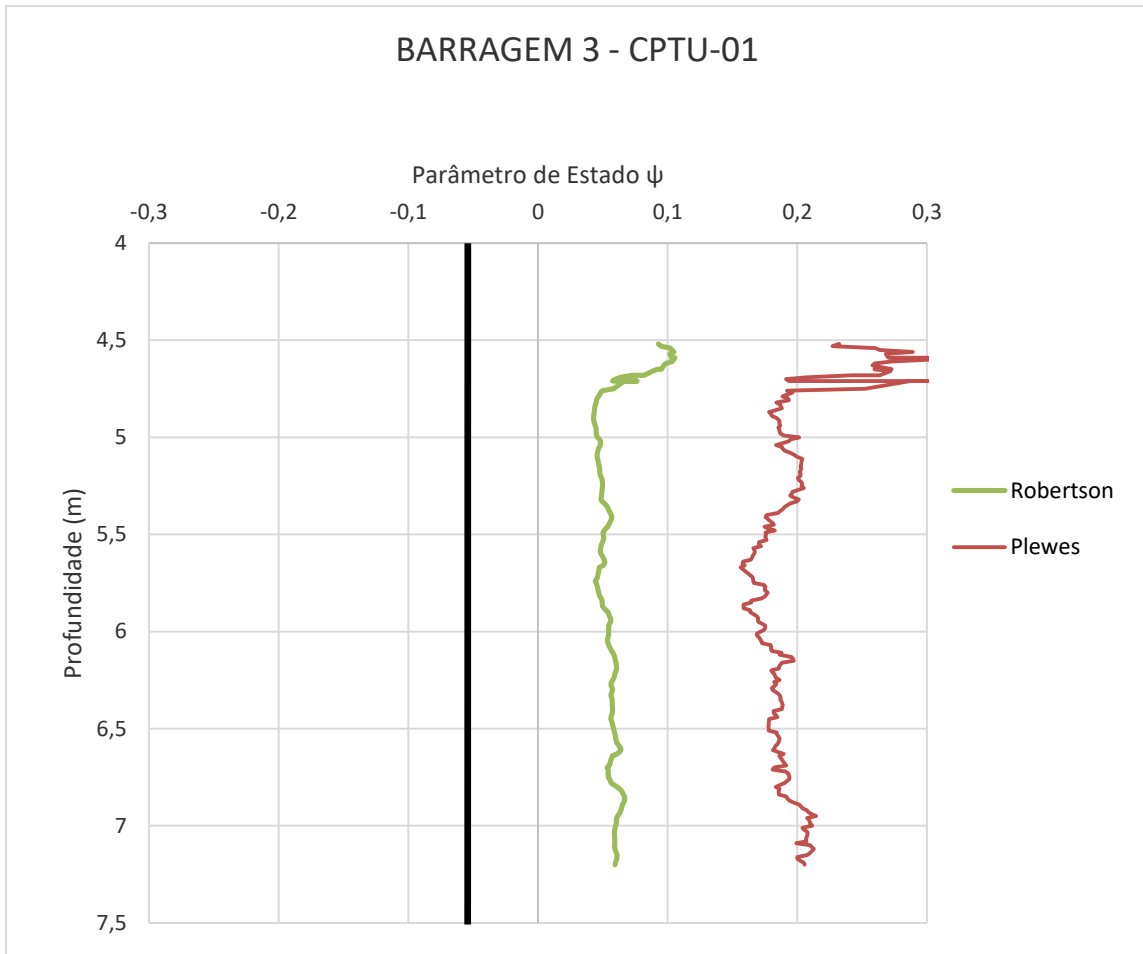 BARRAGEM 3 - CPTU-01
Parâmetro de Estado ψ
-0,3 -0,2 -0,1 0 0,1 0,2 0,3
4
4,5
5
5,5
6
6,5
7
7,5
Profundidade (m)
Robertson
Plewes